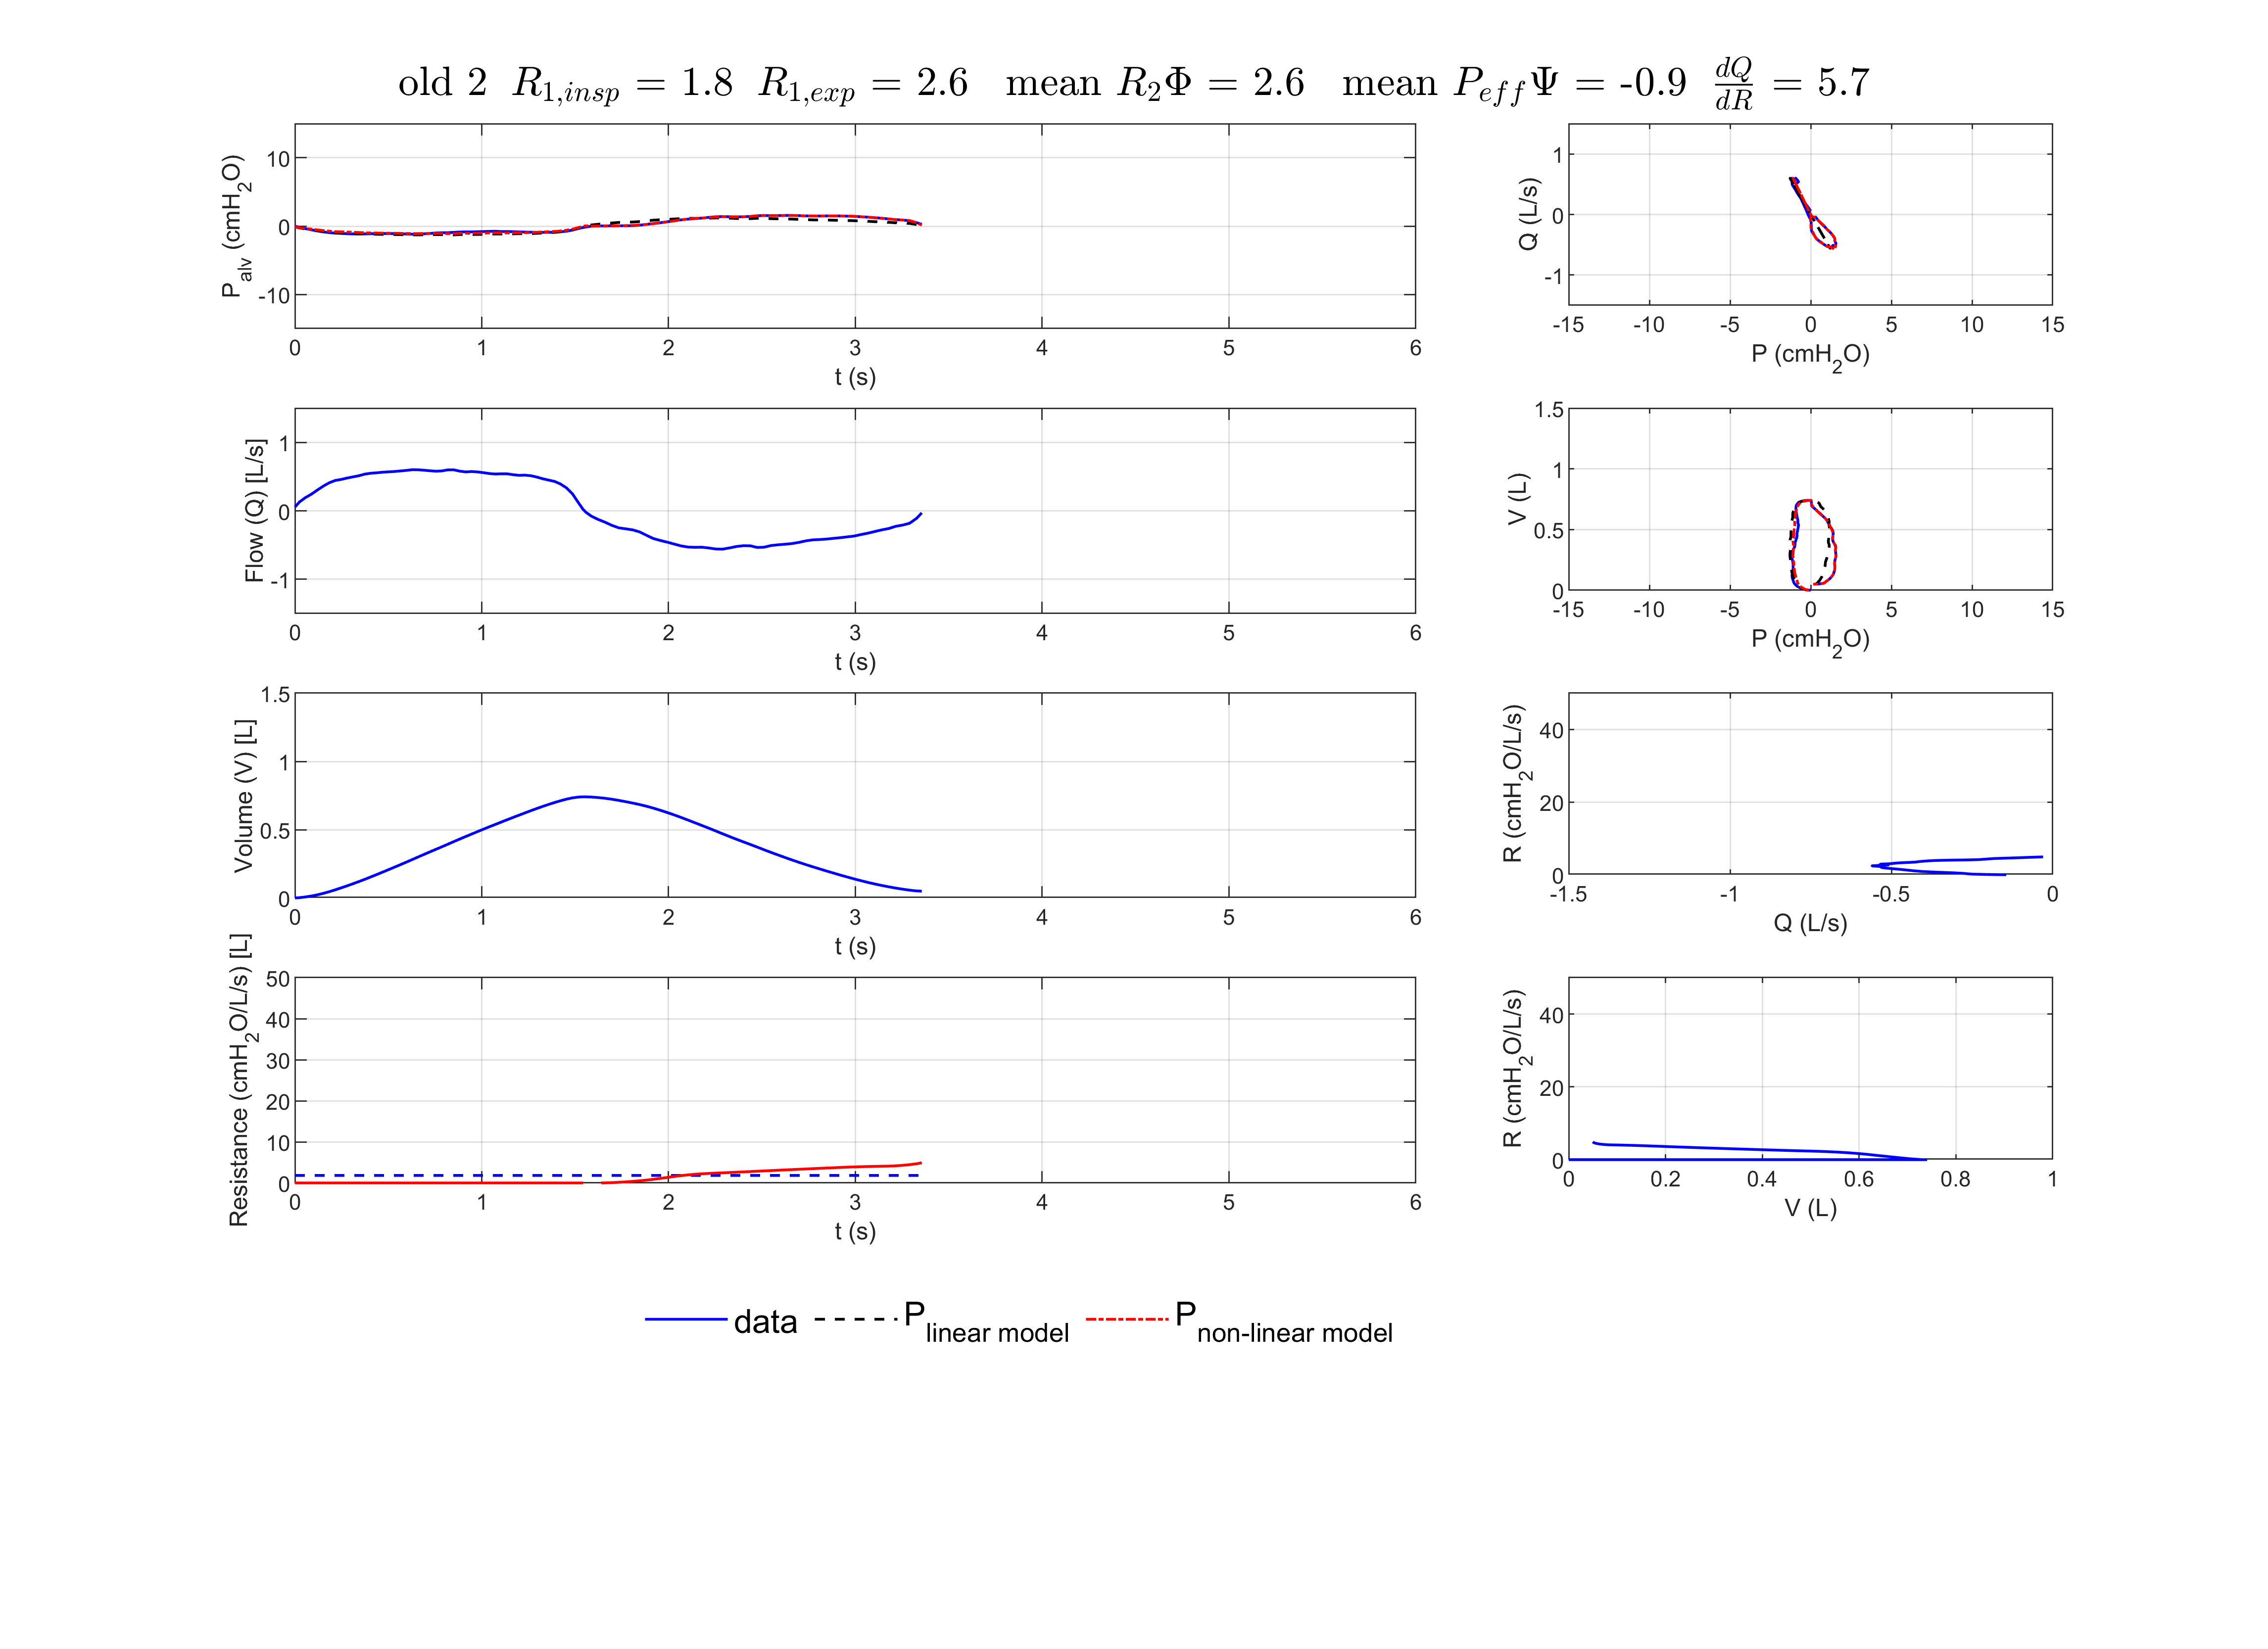 old 2 R1,insp = 1.8 R1,exp = 2.6 mean R2Φ = 2.6 mean PeffΨ = -0.9 dQ/dR = 5.7
Palv (cmH2O)
10
0
-10
0 1 2 3 4 5 6
t (s)
Q (L/s)
1
0
-1
-15 -10 -5 0 5 10 15
P (cmH2O)
Flow (Q) [L/s]
1
0
-1
0 1 2 3 4 5 6
t (s)
V (L)
1.5
1
0.5
0
-15 -10 -5 0 5 10 15
P (cmH2O)
Volume (V) [L]
1.5
1
0.5
0
0 1 2 3 4 5 6
t (s)
R (cmH2O/L/s)
40
20
0
-1.5 -1 -0.5 0
Q (L/s)
Resistance (cmH2O/L/s) [L]
50
40
30
20
10
0
0 1 2 3 4 5 6
t (s)
R (cmH2O/L/s)
40
20
0
0 0.2 0.4 0.6 0.8 1
V (L)
data Plinear model Pnon-linear model